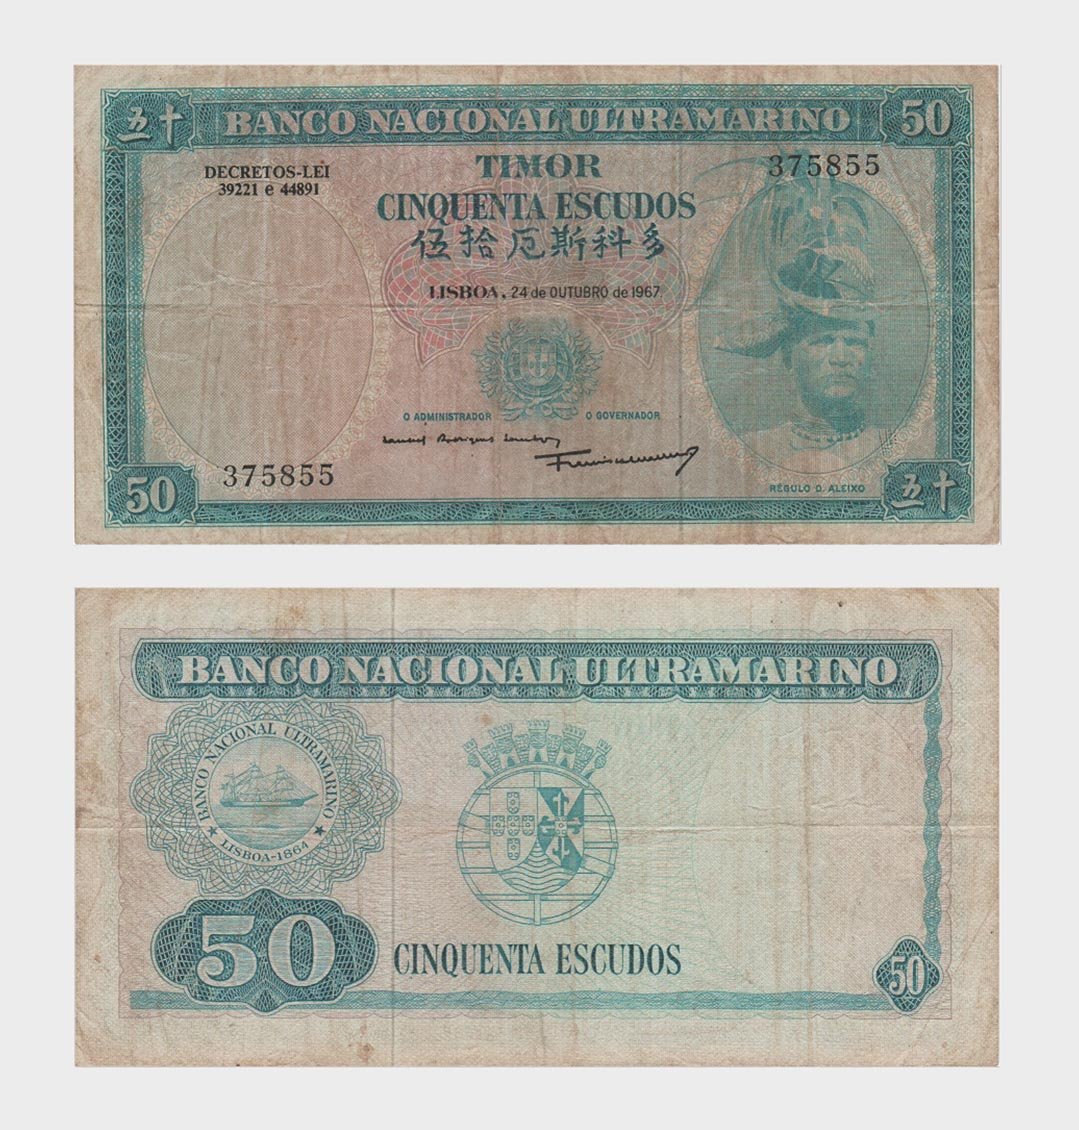 五十
BANCO NACIONAL ULTRAMARINO
50
DECRETOS-LEI
39221 e 44891
TIMOR
375855
CINQUENTA ESCUDOS
伍拾厄斯科多
LISBOA, 24 de OUTUBRO de 1967.
O ADMINISTRADOR
O GOVERNADOR
375855
50
RÉGULO D. ALEIXO
五十
BANCO NACIONAL ULTRAMARINO
BANCO NACIONAL ULTRAMARINO
LISBOA-1864
50
CINQUENTA ESCUDOS
50